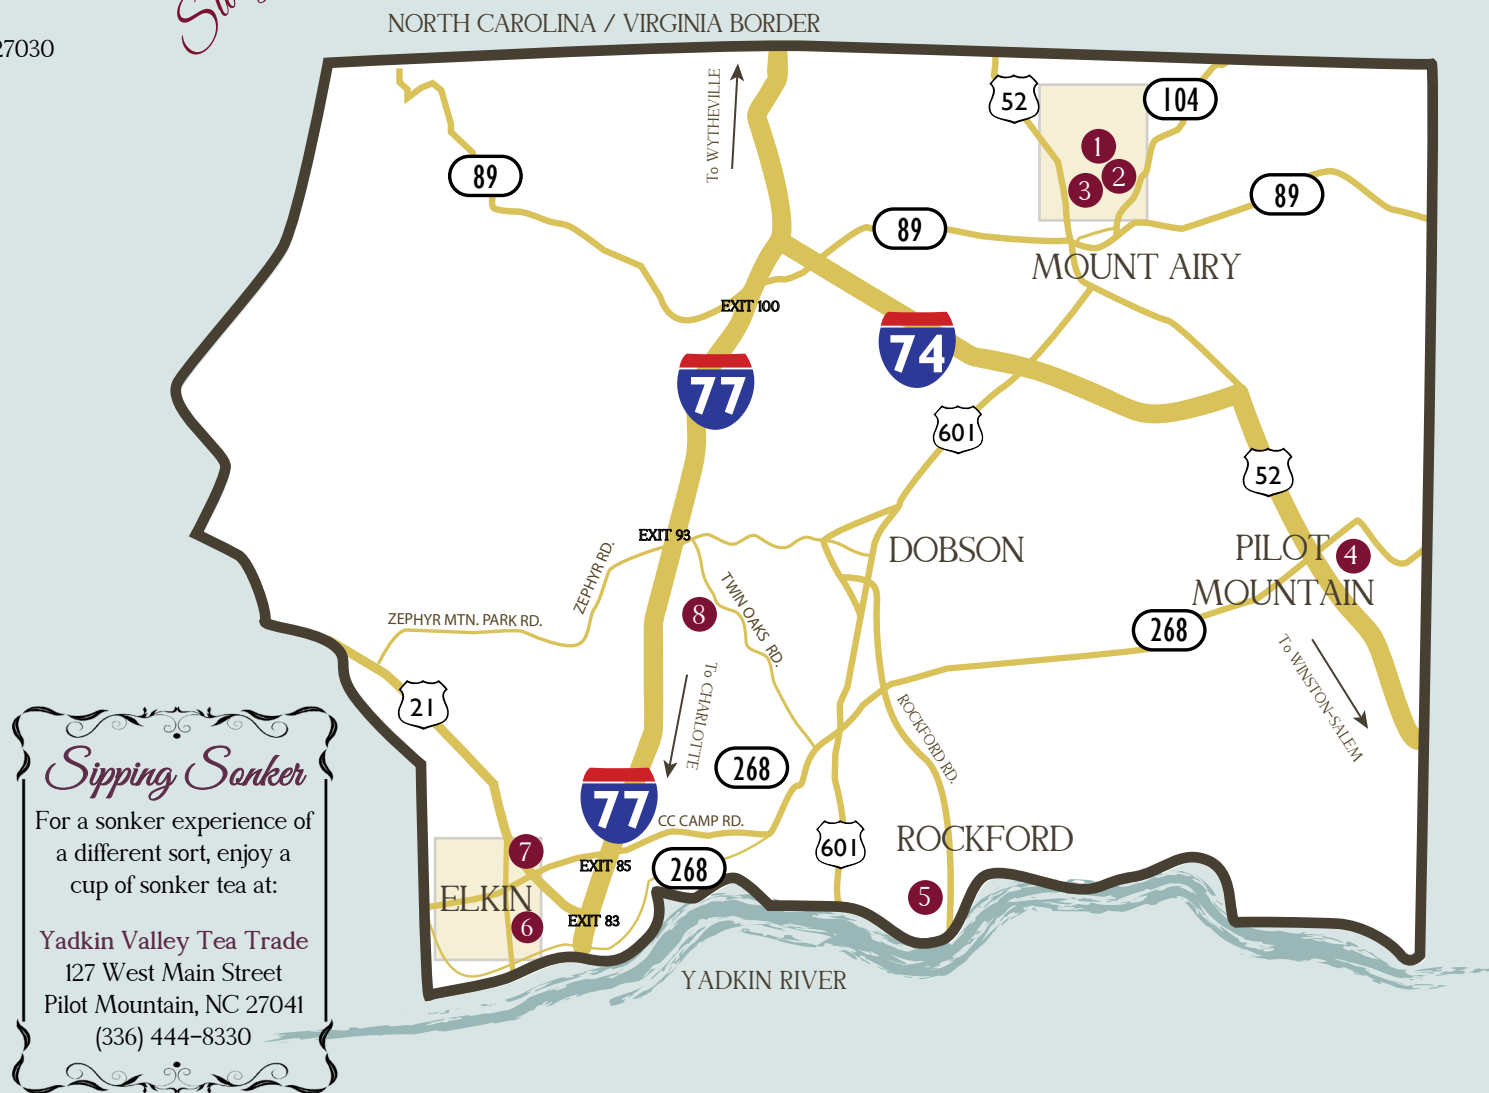 27030
NORTH CAROLINA / VIRGINIA BORDER
To WYTHEVILLE
52
104
1
2
3
89
89
89
MOUNT AIRY
EXIT 100
74
77
601
52
EXIT 93
ZEPHYR RD.
DOBSON
PILOT
MOUNTAIN
4
TWIN OAKS RD.
8
ZEPHYR MTN. PARK RD.
268
To WINSTON-SALEM
To CHARLOTTE
21
ROCKFORD RD.
268
77
CC CAMP RD.
601
ROCKFORD
7
EXIT 85
268
ELKIN
5
6
EXIT 83
YADKIN RIVER
Sipping Sonker
For a sonker experience of
a different sort, enjoy a
cup of sonker tea at:
Yadkin Valley Tea Trade
127 West Main Street
Pilot Mountain, NC 27041
(336) 444-8330